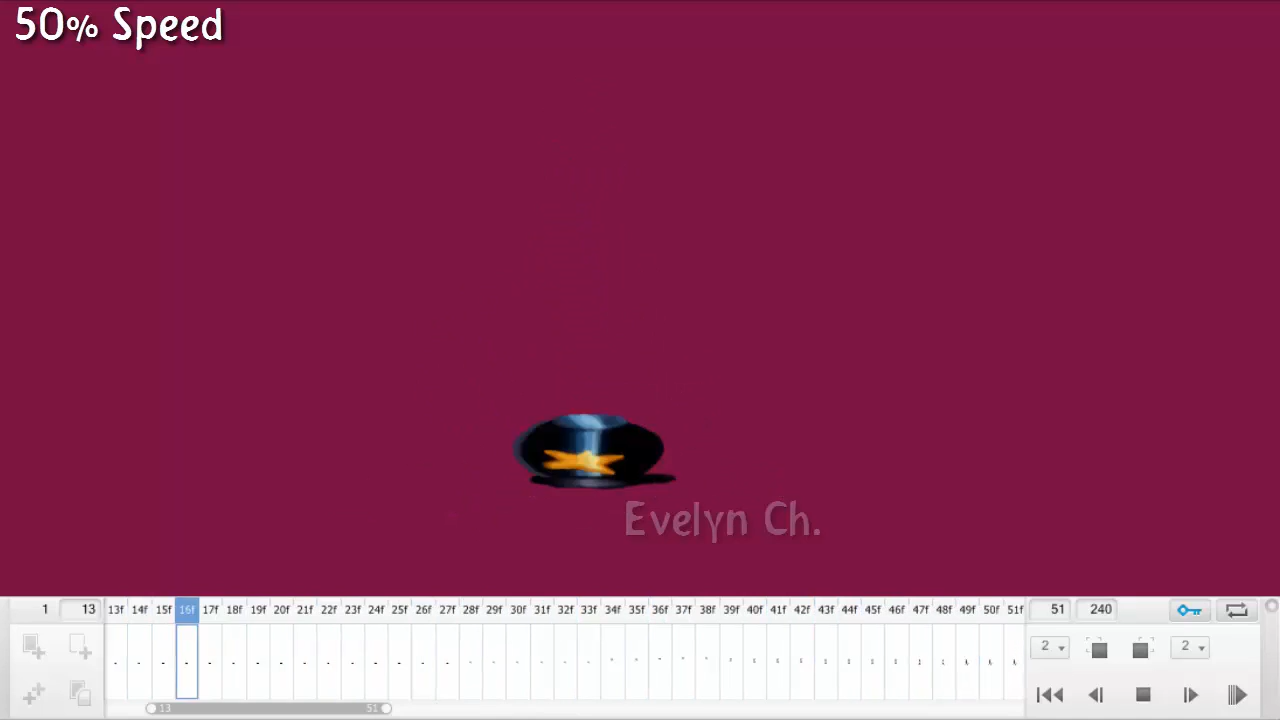 50% Speed
Evelyn Ch.
1 13 13f 14f 15f 16f 17f 18f 19f 20f 21f 22f 23f 24f 25f 26f 27f 28f 29f 30f 31f 32f 33f 34f 35f 36f 37f 38f 39f 40f 41f 42f 43f 44f 45f 46f 47f 48f 49f 50f 51f 51 240
2 2
13 51